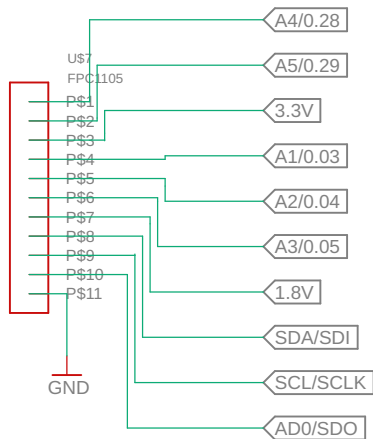 A4/0.28
U$7
A5/0.29
FPC1105
P$1
3.3V
P$2
P$3
A1/0.03
P$4
P$5
A2/0.04
P$6
P$7
A3/0.05
P$8
P$9
P$10
1.8V
P$11
SDA/SDI
SCL/SCLK
GND
AD0/SDO